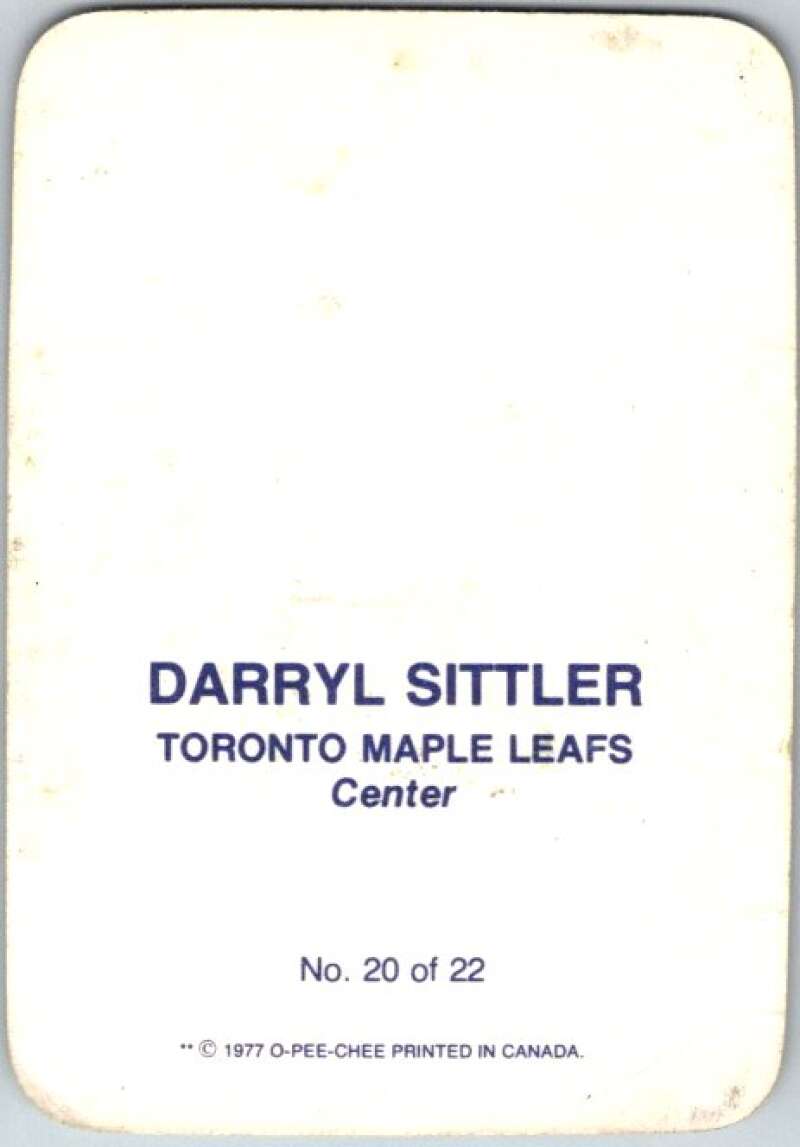 DARRYL SITTLER
TORONTO MAPLE LEAFS
Center
No. 20 of 22
** © 1977 O-PEE-CHEE PRINTED IN CANADA.